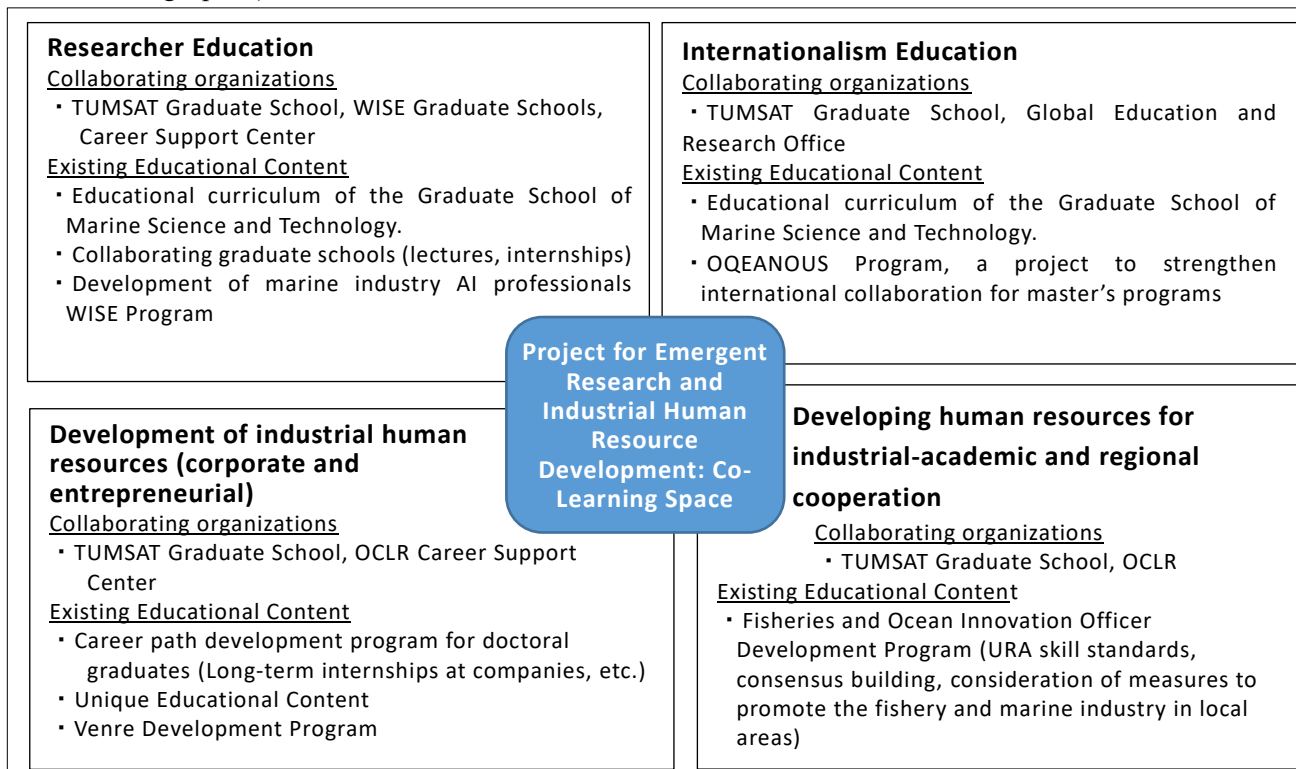 Researcher Education
Collaborating organizations
・TUMSAT Graduate School, WISE Graduate Schools,
Career Support Center
Existing Educational Content
・Educational curriculum of the Graduate School of
Marine Science and Technology.
・Collaborating graduate schools (lectures, internships)
・Development of marine industry AI professionals
WISE Program
Internationalism Education
Collaborating organizations
・TUMSAT Graduate School, Global Education and
Research Office
Existing Educational Content
・Educational curriculum of the Graduate School of
Marine Science and Technology.
・OQEANOUS Program, a project to strengthen
international collaboration for master's programs
Project for Emergent
Research and
Industrial Human
Resource
Development: Co-
Learning Space
Development of industrial human
resources (corporate and
entrepreneurial)
Collaborating organizations
・TUMSAT Graduate School, OCLR Career Support
Center
Existing Educational Content
・Career path development program for doctoral
graduates (Long-term internships at companies, etc.)
・Unique Educational Content
・Venre Development Program
Developing human resources for
industrial-academic and regional
cooperation
Collaborating organizations
・TUMSAT Graduate School, OCLR
Existing Educational Content
・Fisheries and Ocean Innovation Officer
Development Program (URA skill standards,
consensus building, consideration of measures to
promote the fishery and marine industry in local
areas)